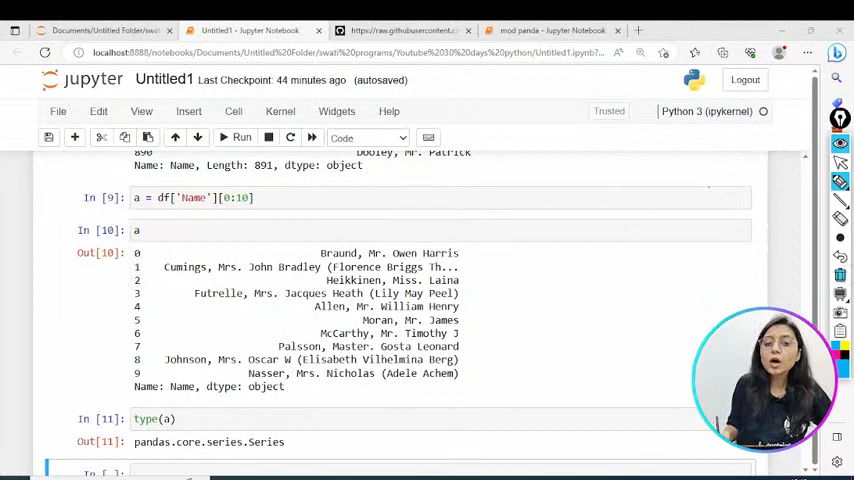 Documents/Untitled Folder/swat
Untitled1 - Jupyter Notebook
https://raw.githubusercontent.cc
mod panda - Jupyter Notebook
localhost:8888/notebooks/Documents/Untitled%20Folder/swati%20programs/Youtube%2030%20days%20python/Untitled1.ipynb?...
jupyter Untitled1 Last Checkpoint: 44 minutes ago (autosaved)
Logout
File Edit View Insert Cell Kernel Widgets Help
Trusted
Python 3 (ipykernel)
Run
Code
890 Dooley, Mr. Patrick
Name: Name, Length: 891, dtype: object
In [9]: a = df['Name'][0:10]
In [10]: a
Out[10]: 0 Braund, Mr. Owen Harris
1 Cumings, Mrs. John Bradley (Florence Briggs Th...
2 Heikkinen, Miss. Laina
3 Futrelle, Mrs. Jacques Heath (Lily May Peel)
4 Allen, Mr. William Henry
5 Moran, Mr. James
6 McCarthy, Mr. Timothy J
7 Palsson, Master. Gosta Leonard
8 Johnson, Mrs. Oscar W (Elisabeth Vilhelmina Berg)
9 Nasser, Mrs. Nicholas (Adele Achem)
Name: Name, dtype: object
In [11]: type(a)
Out[11]: pandas.core.series.Series
In [ ]: